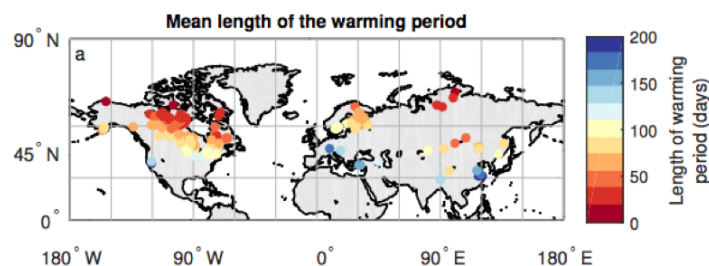 Mean length of the warming period
a
90° N
45° N
0°
180° W
90° W
0°
90° E
180° E
200
150
100
50
0
Length of warming
period (days)